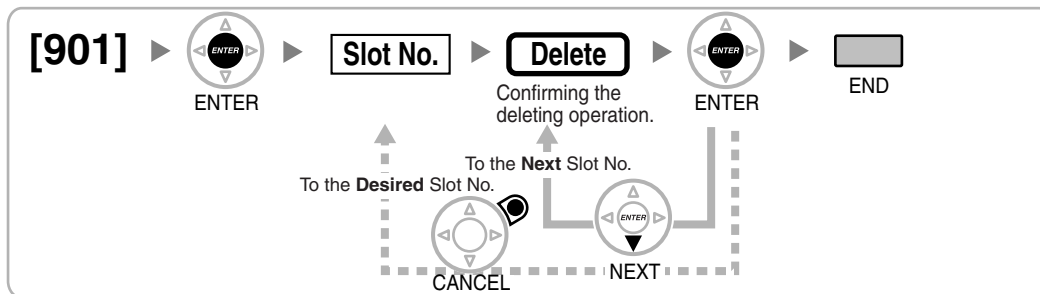 [901]
ENTER
ENTER
Slot No.
Delete
Confirming the
deleting operation.
ENTER
ENTER
END
To the Next Slot No.
To the Desired Slot No.
CANCEL
ENTER
NEXT